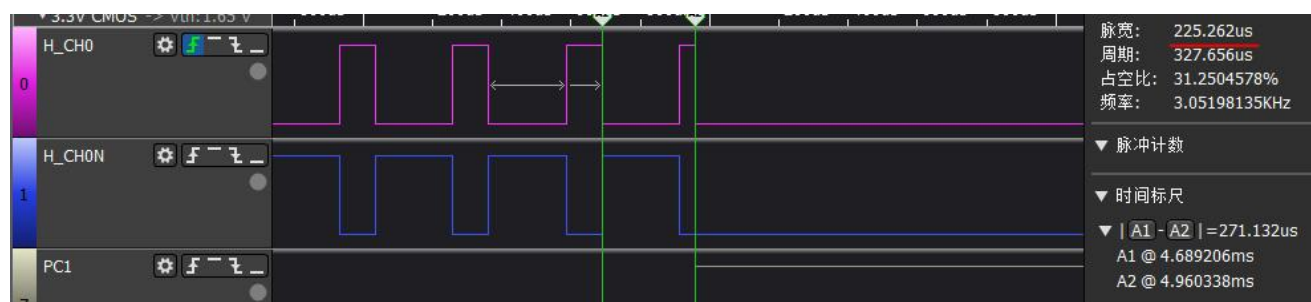 ▼3.3V CMOS -> Vth:1.65 V
H_CH0
0
H_CH0N
1
PC1
脉宽: 225.262us
周期: 327.656us
占空比: 31.2504578%
频率: 3.05198135KHz
▼ 脉冲计数
▼ 时间标尺
▼ | A1 - A2 | =271.132us
A1 @ 4.689206ms
A2 @ 4.960338ms